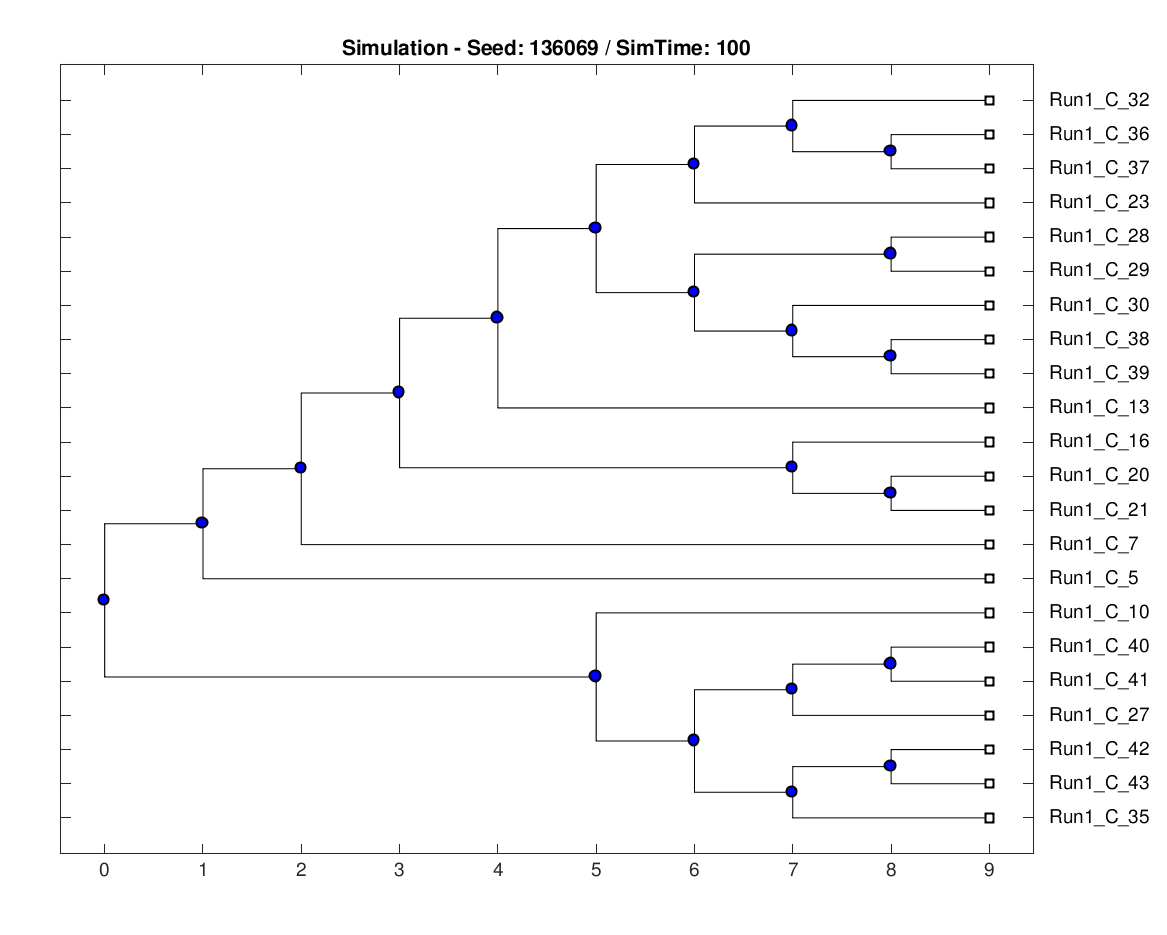 Simulation - Seed: 136069 / SimTime: 100
Run1_C_32
Run1_C_36
Run1_C_37
Run1_C_23
Run1_C_28
Run1_C_29
Run1_C_30
Run1_C_38
Run1_C_39
Run1_C_13
Run1_C_16
Run1_C_20
Run1_C_21
Run1_C_7
Run1_C_5
Run1_C_10
Run1_C_40
Run1_C_41
Run1_C_27
Run1_C_42
Run1_C_43
Run1_C_35
0 1 2 3 4 5 6 7 8 9